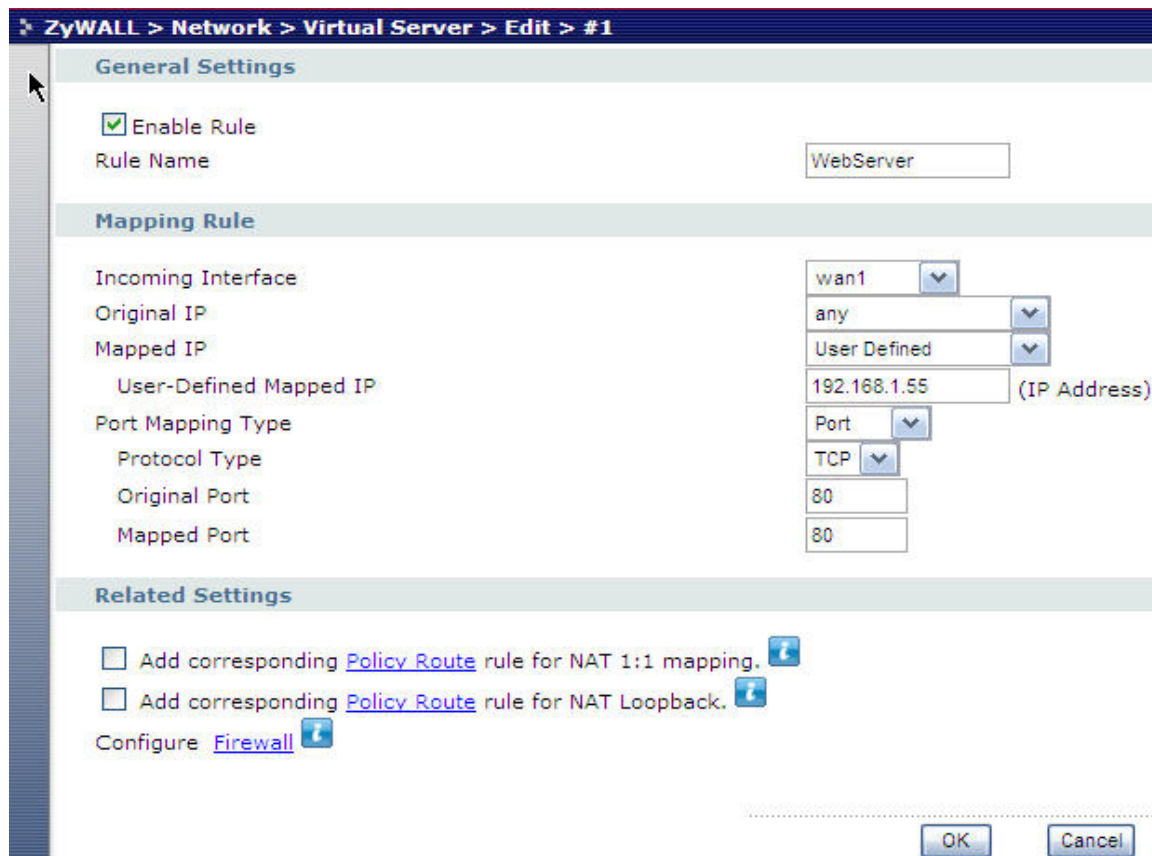 ZyWALL > Network > Virtual Server > Edit > #1
General Settings
Enable Rule
Rule Name WebServer
Mapping Rule
Incoming Interface wan1
Original IP any
Mapped IP User Defined
User-Defined Mapped IP 192.168.1.55 (IP Address)
Port Mapping Type Port
Protocol Type TCP
Original Port 80
Mapped Port 80
Related Settings
Add corresponding Policy Route rule for NAT 1:1 mapping. i
Add corresponding Policy Route rule for NAT Loopback. i
Configure Firewall i
OK Cancel